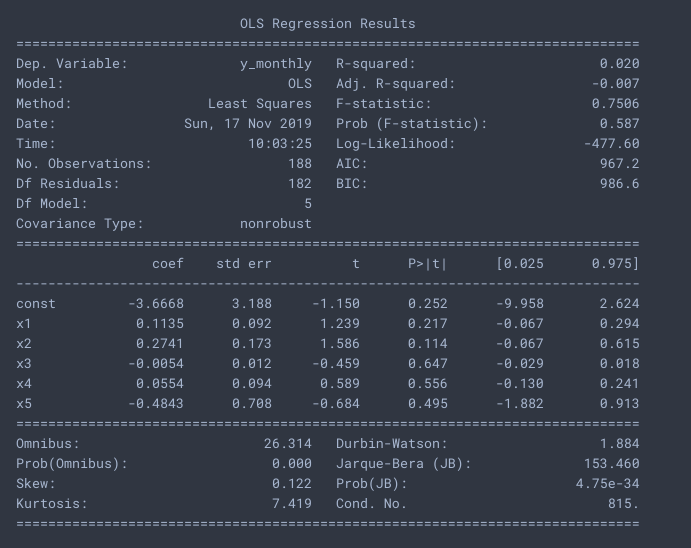 OLS Regression Results
==============================================================================
Dep. Variable:              y_monthly   R-squared:                       0.020
Model:                            OLS   Adj. R-squared:                 -0.007
Method:                 Least Squares   F-statistic:                    0.7506
Date:                Sun, 17 Nov 2019   Prob (F-statistic):              0.587
Time:                        10:03:25   Log-Likelihood:                -477.60
No. Observations:                 188   AIC:                             967.2
Df Residuals:                     182   BIC:                             986.6
Df Model:                           5
Covariance Type:            nonrobust
==============================================================================
                 coef    std err          t      P>|t|      [0.025      0.975]
------------------------------------------------------------------------------
const         -3.6668      3.188     -1.150      0.252      -9.958       2.624
x1             0.1135      0.092      1.239      0.217      -0.067       0.294
x2             0.2741      0.173      1.586      0.114      -0.067       0.615
x3            -0.0054      0.012     -0.459      0.647      -0.029       0.018
x4             0.0554      0.094      0.589      0.556      -0.130       0.241
x5            -0.4843      0.708     -0.684      0.495      -1.882       0.913
==============================================================================
Omnibus:                       26.314   Durbin-Watson:                   1.884
Prob(Omnibus):                  0.000   Jarque-Bera (JB):              153.460
Skew:                           0.122   Prob(JB):                     4.75e-34
Kurtosis:                       7.419   Cond. No.                         815.
==============================================================================